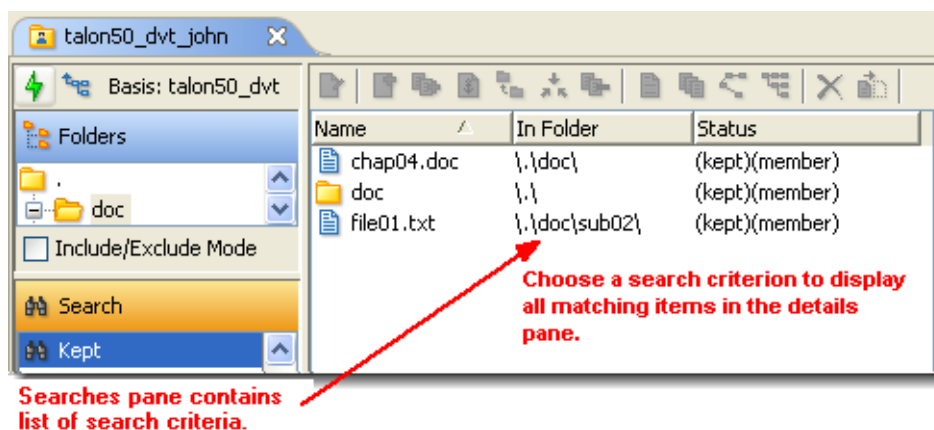 talon50_dvt_john
Basis: talon50_dvt
Folders
.
doc
Include/Exclude Mode
Search
Kept
Name In Folder Status
chap04.doc \.\doc\ (kept)(member)
doc \.\ (kept)(member)
file01.txt \.\doc\sub02\ (kept)(member)
Choose a search criterion to display
all matching items in the details
pane.
Searches pane contains
list of search criteria.